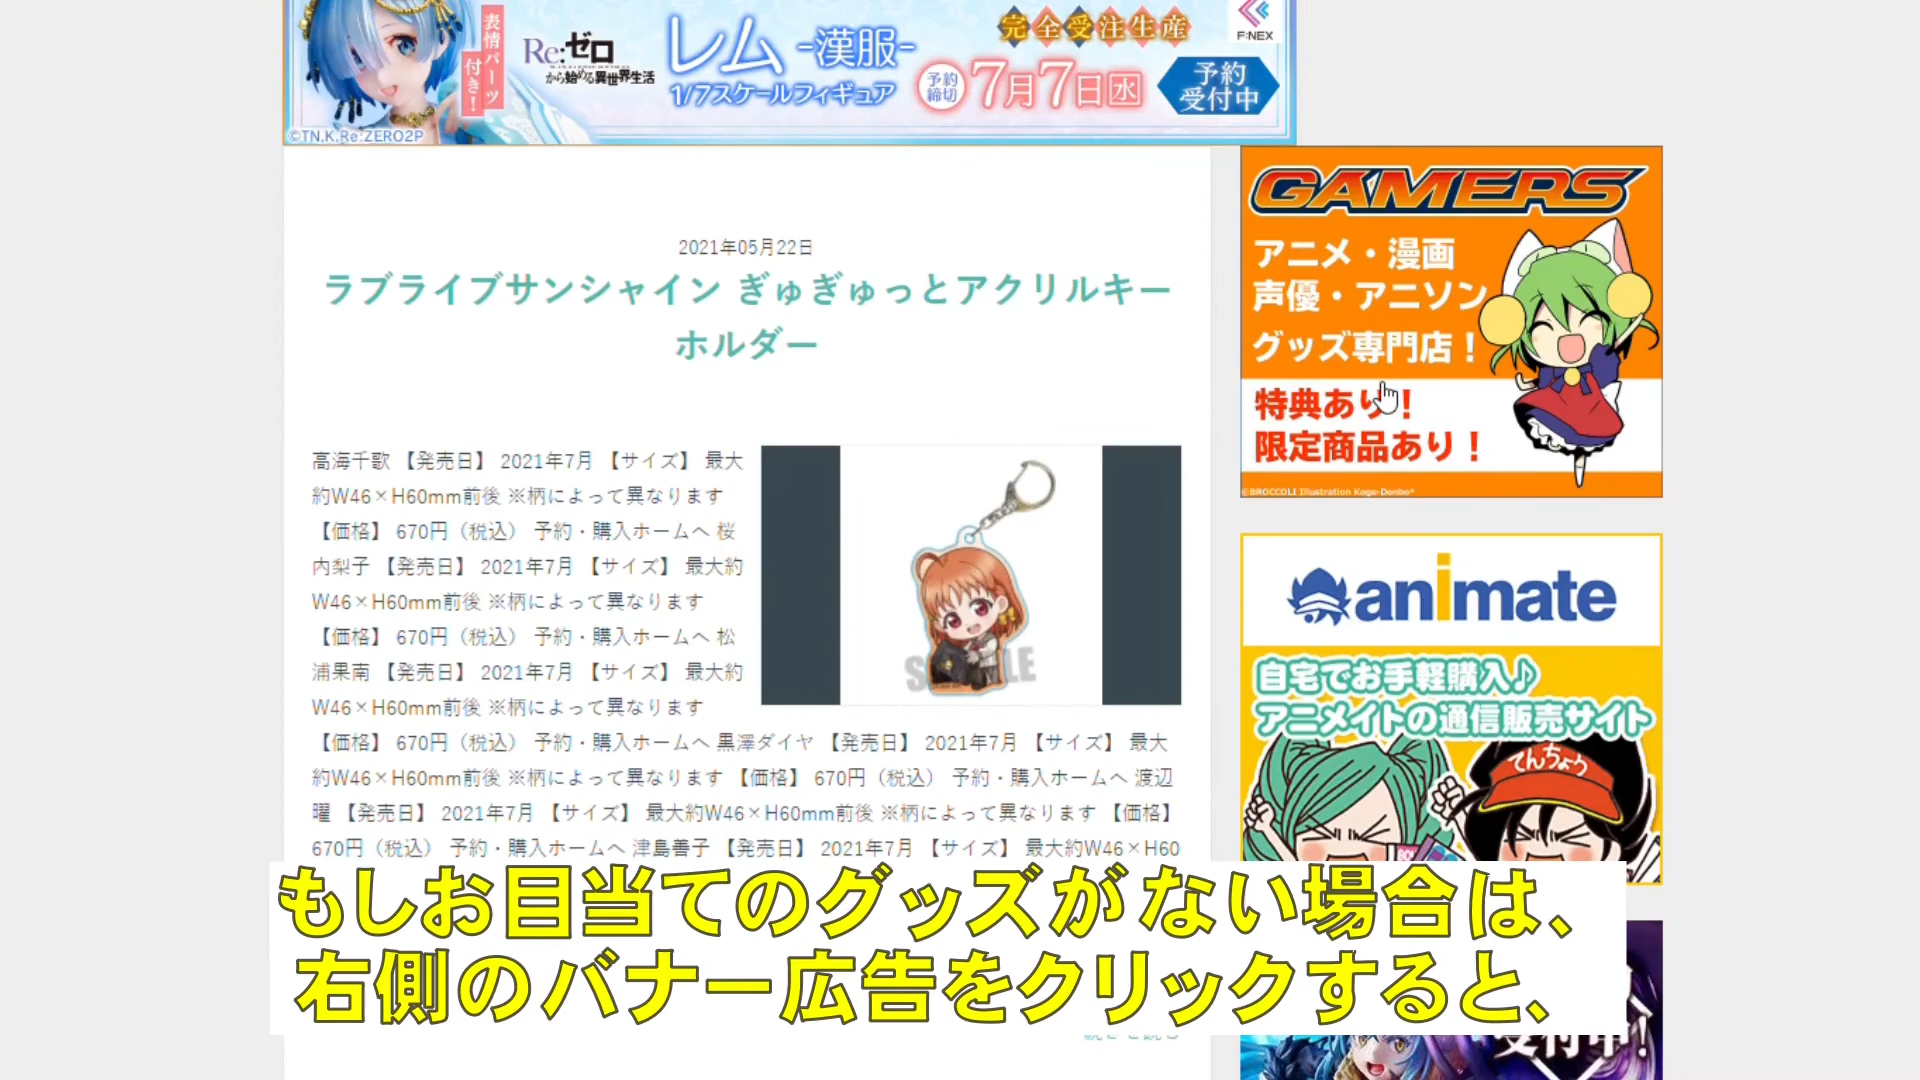 表情パーツ
付き!
Re:ゼロ
から始める異世界生活
レム -漢服-
1/7スケールフィギュア
完全受注生産
予約
締切
7月7日水
予約
受付中
F:NEX
©TN,K,Re:ZERO2P
2021年05月22日
ラブライブサンシャイン ぎゅぎゅっとアクリルキー
ホルダー
高海千歌 【発売日】 2021年7月 【サイズ】 最大
約W46×H60mm前後 ※柄によって異なります
【価格】 670円（税込） 予約・購入ホームへ 桜
内梨子 【発売日】 2021年7月 【サイズ】 最大約
W46×H60mm前後 ※柄によって異なります
【価格】 670円（税込） 予約・購入ホームへ 松
浦果南 【発売日】 2021年7月 【サイズ】 最大約
W46×H60mm前後 ※柄によって異なります
【価格】 670円（税込） 予約・購入ホームへ 黒澤ダイヤ 【発売日】 2021年7月 【サイズ】 最大
約W46×H60mm前後 ※柄によって異なります 【価格】 670円（税込） 予約・購入ホームへ 渡辺
曜 【発売日】 2021年7月 【サイズ】 最大約W46×H60mm前後 ※柄によって異なります 【価格】
670円（税込） 予約・購入ホームへ 津島善子 【発売日】 2021年7月 【サイズ】 最大約W46×H60
SAMPLE
GAMERS
アニメ・漫画
声優・アニソン
グッズ専門店！
特典あり！
限定商品あり！
©BROCCOLI Illustration Koge-Donbo*
animate
自宅でお手軽購入♪
アニメイトの通信販売サイト
てんちょう
もしお目当てのグッズがない場合は、
右側のバナー広告をクリックすると、
受付中!